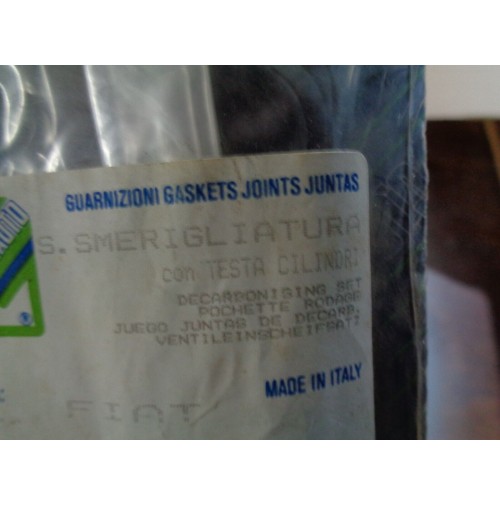 GUARNIZIONI GASKETS JOINTS JUNTAS
S.SMERIGLIATURA
con TESTA CILINDRI
DECARBONISING SET
POCHETTE RODAGE
JUEGO JUNTAS DE DECARB.
VENTILEINSCHEIFSATZ
MADE IN ITALY
FIAT